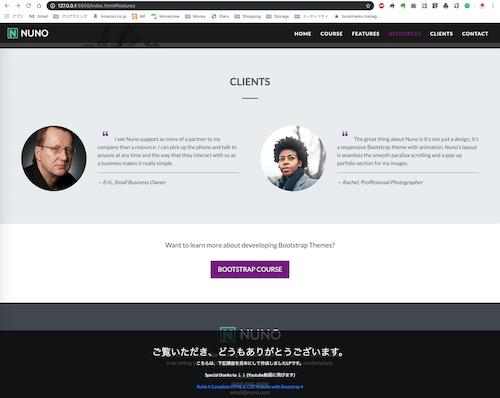 127.0.0.1:5500/index.html#features
アプリ Gmail プログラミング Amazon.co.jp MF Moneytree Money Diary Shopping Storage ユーティリティ bookmarks manag...
NUNO
HOME COURSE FEATURES RESOURCES CLIENTS CONTACT
CLIENTS
“ I see Nuno support as more of a partner to my
company than a resource. I can pick up the phone and talk to
anyone at any time and the way that they interact with us as
a business makes it really simple.
— Eric, Small Business Owner
“ The great thing about Nuno is it's not just a design. It's
a responsive Bootstrap theme with animation. Nuno's layout
is seamless the smooth parallax scrolling and a pop-up
porfolio section for my images.
— Rachel, Proffesional Photographer
Want to learn more about deveeloping Bootstrap Themes?
BOOTSTRAP COURSE
NUNO
ご覧いただき、どうもありがとうございます。
こちらは、下記講座を見本にして作成しましたLPです。
Special thanks to ↓↓ (Youtube動画に飛びます)
Build A Complete HTML & CSS Website with Bootstrap 4
email@nuno.com